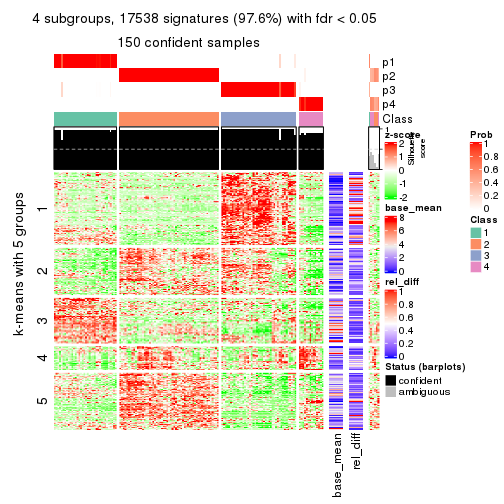 4 subgroups, 17538 signatures (97.6%) with fdr < 0.05
150 confident samples
p1
p2
p3
p4
Class
1
Silhouette
score
k-means with 5 groups
1
2
3
4
5
base_mean
rel_diff
z-score
2
1
0
-1
-2
base_mean
8
6
4
2
0
rel_diff
1
0.8
0.6
0.4
0.2
0
Status (barplots)
confident
ambiguous
Prob
1
0.8
0.6
0.4
0.2
0
Class
1
2
3
4